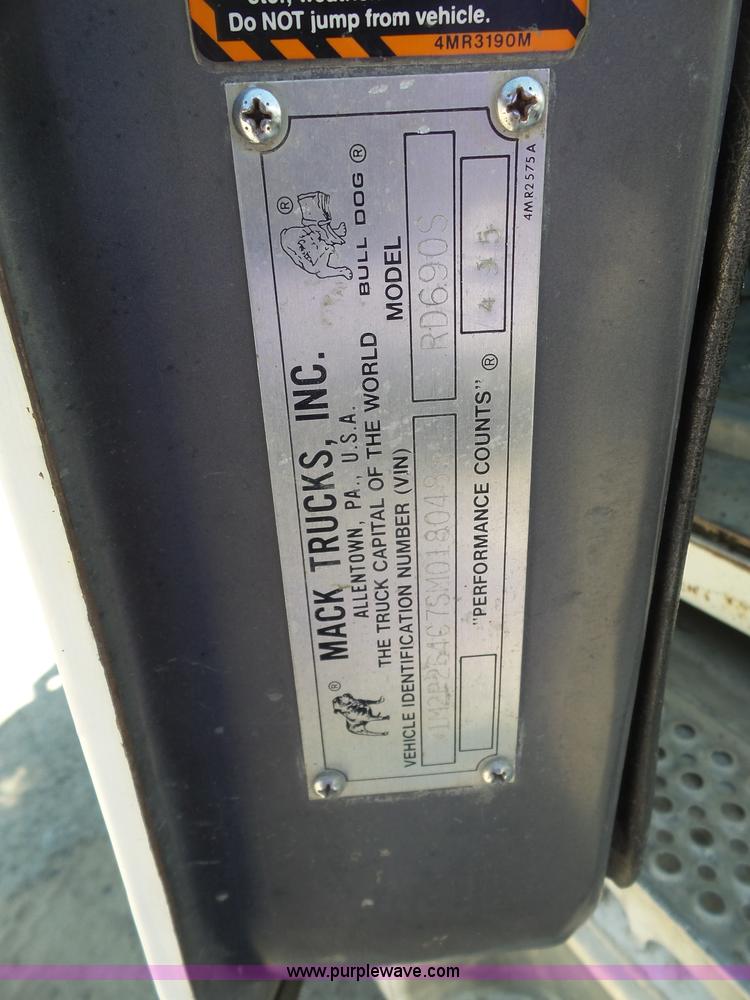 Do NOT jump from vehicle.
4MR3190M
MACK TRUCKS, INC.
ALLENTOWN, PA., U.S.A.
THE TRUCK CAPITAL OF THE WORLD
BULL DOG ®
®
®
VEHICLE IDENTIFICATION NUMBER (VIN)
MODEL
1M2P264C7SM018048
RD690S
"PERFORMANCE COUNTS" ®
4MR2575A
www.purplewave.com